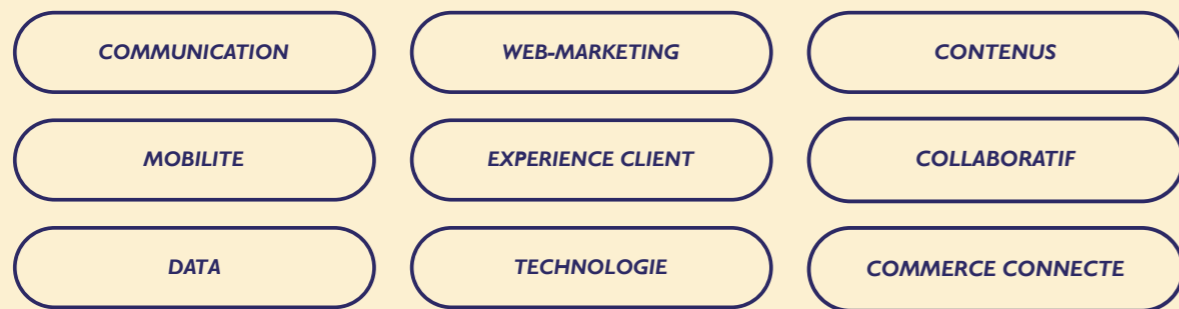 COMMUNICATION
WEB-MARKETING
CONTENUS
MOBILITE
EXPERIENCE CLIENT
COLLABORATIF
DATA
TECHNOLOGIE
COMMERCE CONNECTE